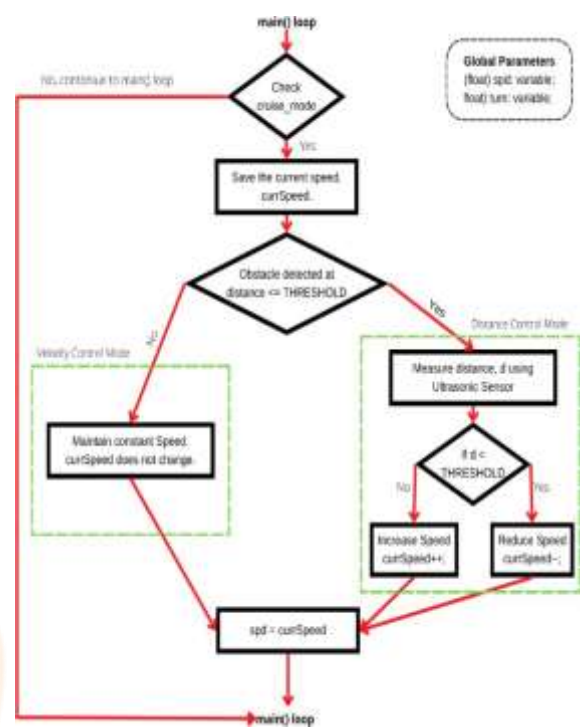 main() loop
Global Parameters
(float) spd: variable;
float) turn: variable;
No, continue to main() loop
Check
cruise_mode
Yes
Save the current speed,
currSpeed.
Obstacle detected at
distance <= THRESHOLD
No
Yes
Velocity Control Mode
Distance Control Mode
Measure distance, d using
Ultrasonic Sensor
Maintain constant Speed.
currSpeed does not change.
If d <
THRESHOLD
No
Yes
Increase Speed
currSpeed++;
Reduce Speed
currSpeed--;
spd = currSpeed
main() loop